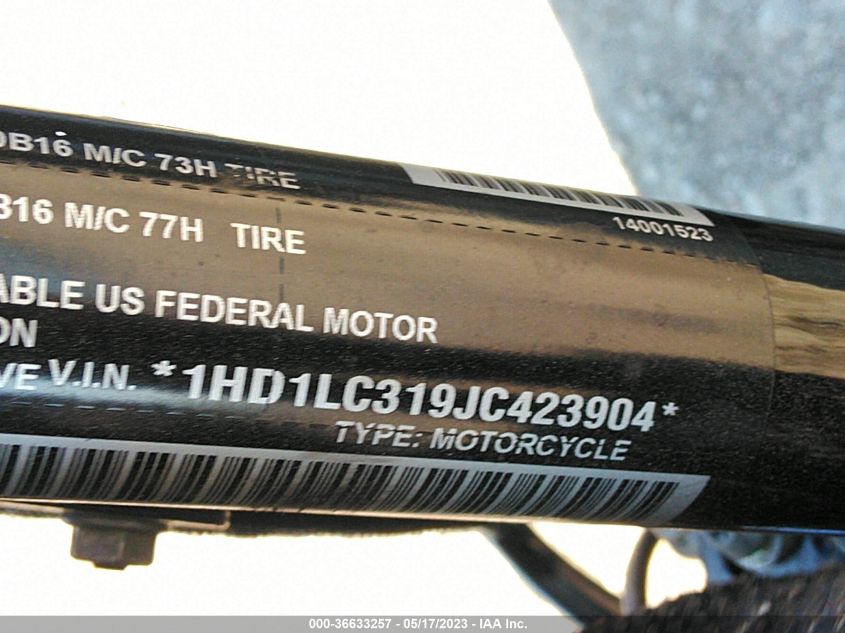 0B16 M/C 73H TIRE
14001523
B16 M/C 77H TIRE
ABLE US FEDERAL MOTOR
ON
VE V.I.N. *1HD1LC319JC423904*
TYPE: MOTORCYCLE
000-36633257 - 05/17/2023 - IAA Inc.